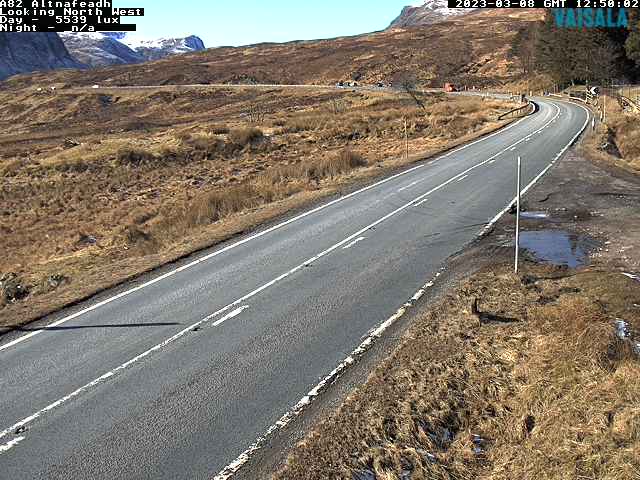 A82 Altnafeadh
Looking North West
Day - 5539 lux
Night - n/a
2023-03-08 GMT 12:50:02
VAISALA